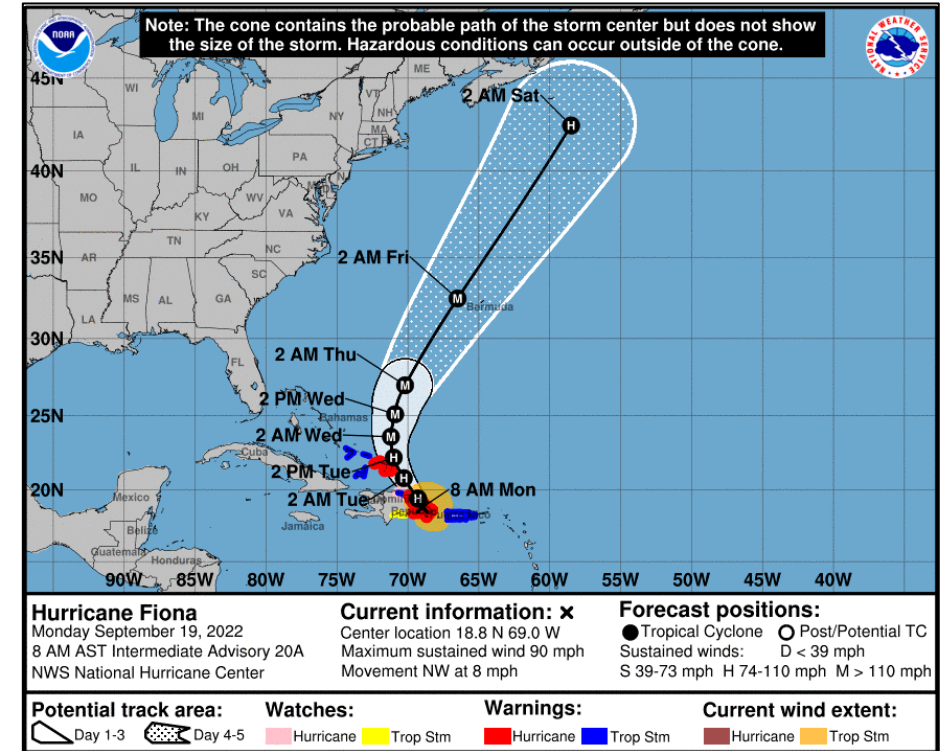 Note: The cone contains the probable path of the storm center but does not show
the size of the storm. Hazardous conditions can occur outside of the cone.
NOAA
NATIONAL WEATHER SERVICE
45N
40N
35N
30N
25N
20N
ME
WI
VT
NH
MI
NY
MA
CT
IA
PA
IL
IN
OH
MO
WV
VA
KY
TN
NC
AR
SC
MS
AL
GA
LA
FL
2 AM Sat
H
2 AM Fri
M
Bermuda
2 AM Thu
M
2 PM Wed
M
Bahamas
2 AM Wed
M
Cuba
2 PM Tue
H
2 AM Tue
H
8 AM Mon
H
Mexico
Jamaica
Belize
Guatemala
Honduras
90W 85W 80W 75W 70W 65W 60W 55W 50W 45W 40W
Hurricane Fiona
Monday September 19, 2022
8 AM AST Intermediate Advisory 20A
NWS National Hurricane Center
Current information: x
Center location 18.8 N 69.0 W
Maximum sustained wind 90 mph
Movement NW at 8 mph
Forecast positions:
Tropical Cyclone Post/Potential TC
Sustained winds: D < 39 mph
S 39-73 mph H 74-110 mph M > 110 mph
Potential track area:
Day 1-3 Day 4-5
Watches:
Hurricane Trop Stm
Warnings:
Hurricane Trop Stm
Current wind extent:
Hurricane Trop Stm